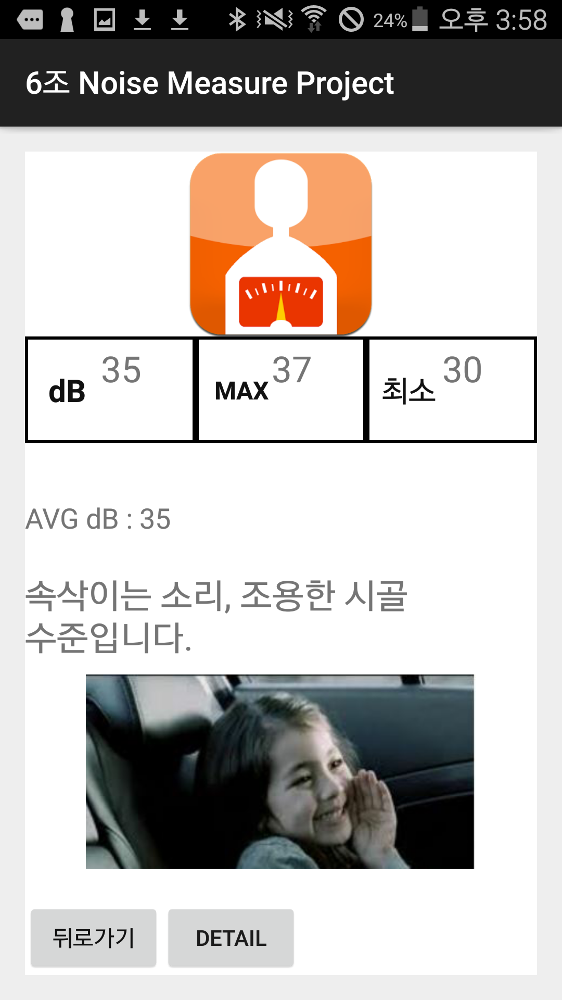 24% 오후 3:58
6조 Noise Measure Project
dB 35 MAX 37 최소 30
AVG dB : 35
속삭이는 소리, 조용한 시골
수준입니다.
뒤로가기 DETAIL